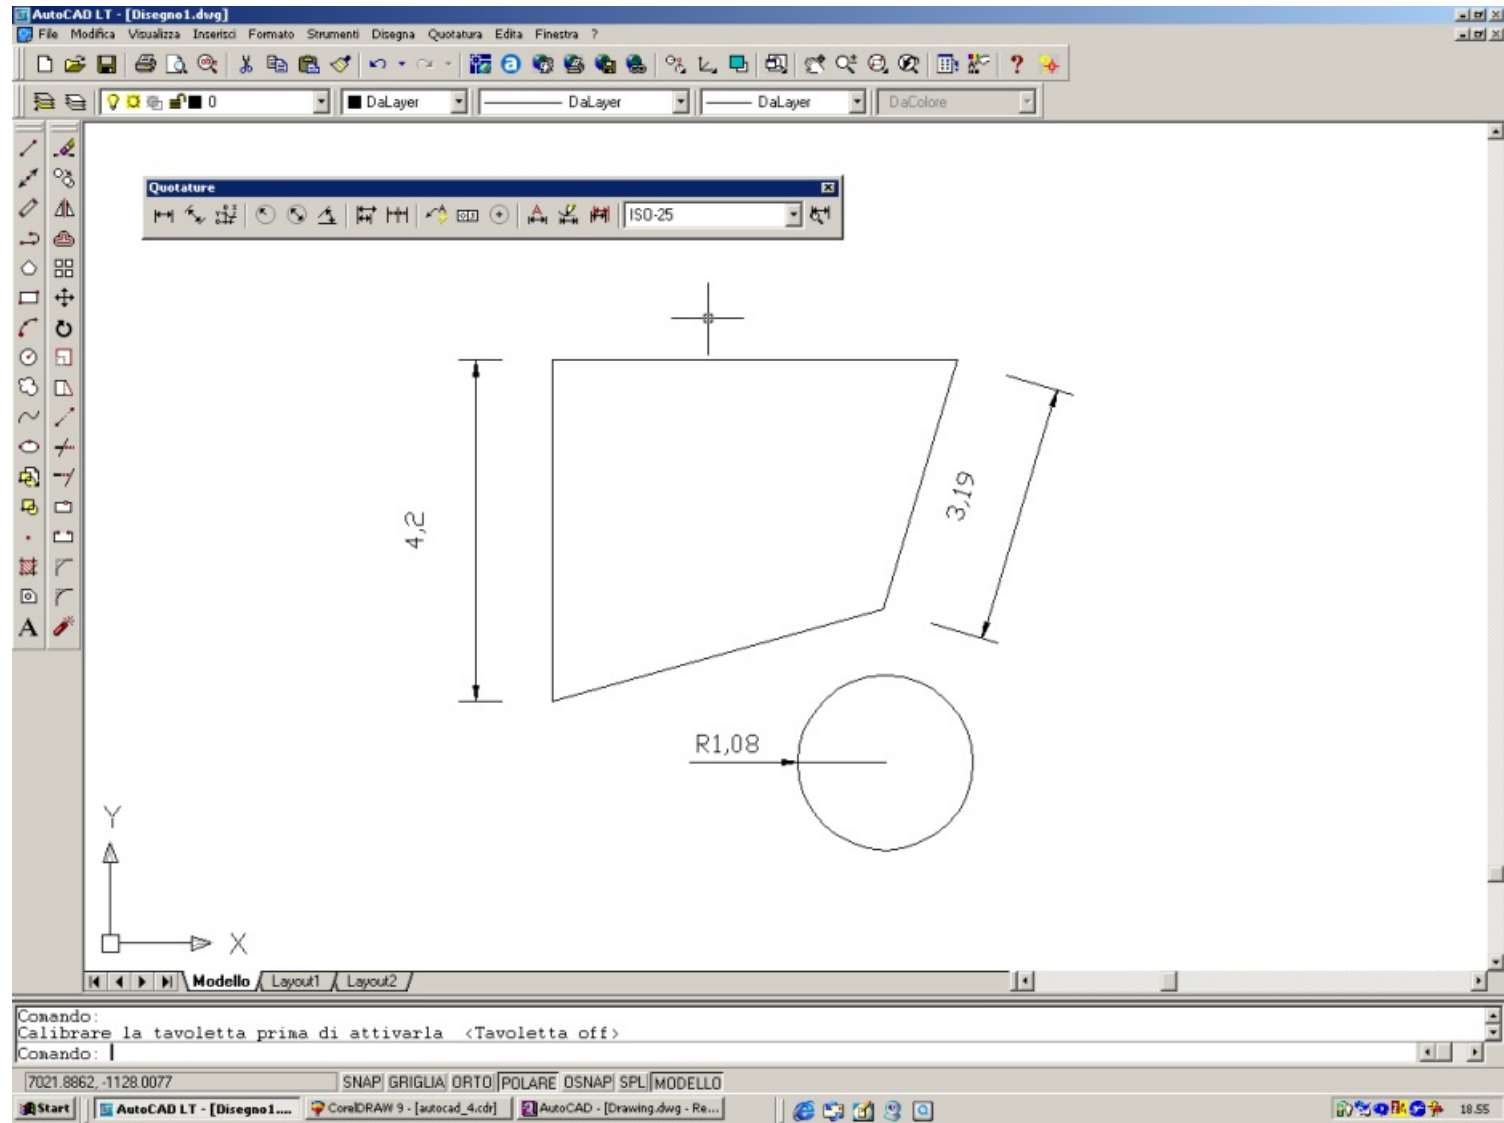 AutoCAD LT - [Disegno1.dwg]
File Modifica Visualizza Inserisci Formato Strumenti Disegna Quotatura Edita Finestra ?
0 DaLayer DaLayer DaLayer DaColore
Quotature
ISO-25
4,2
3,19
R1,08
Y
X
A
Modello Layout1 Layout2
Comando:
Calibrare la tavoletta prima di attivarla <Tavoletta off>
Comando:
7021.8862, -1128.0077 SNAP GRIGLIA ORTO POLARE OSNAP SPL MODELLO
Start AutoCAD LT - [Disegno1.... CorelDRAW 9 - [autocad_4.cdr] AutoCAD - [Drawing.dwg - Re... 18.55